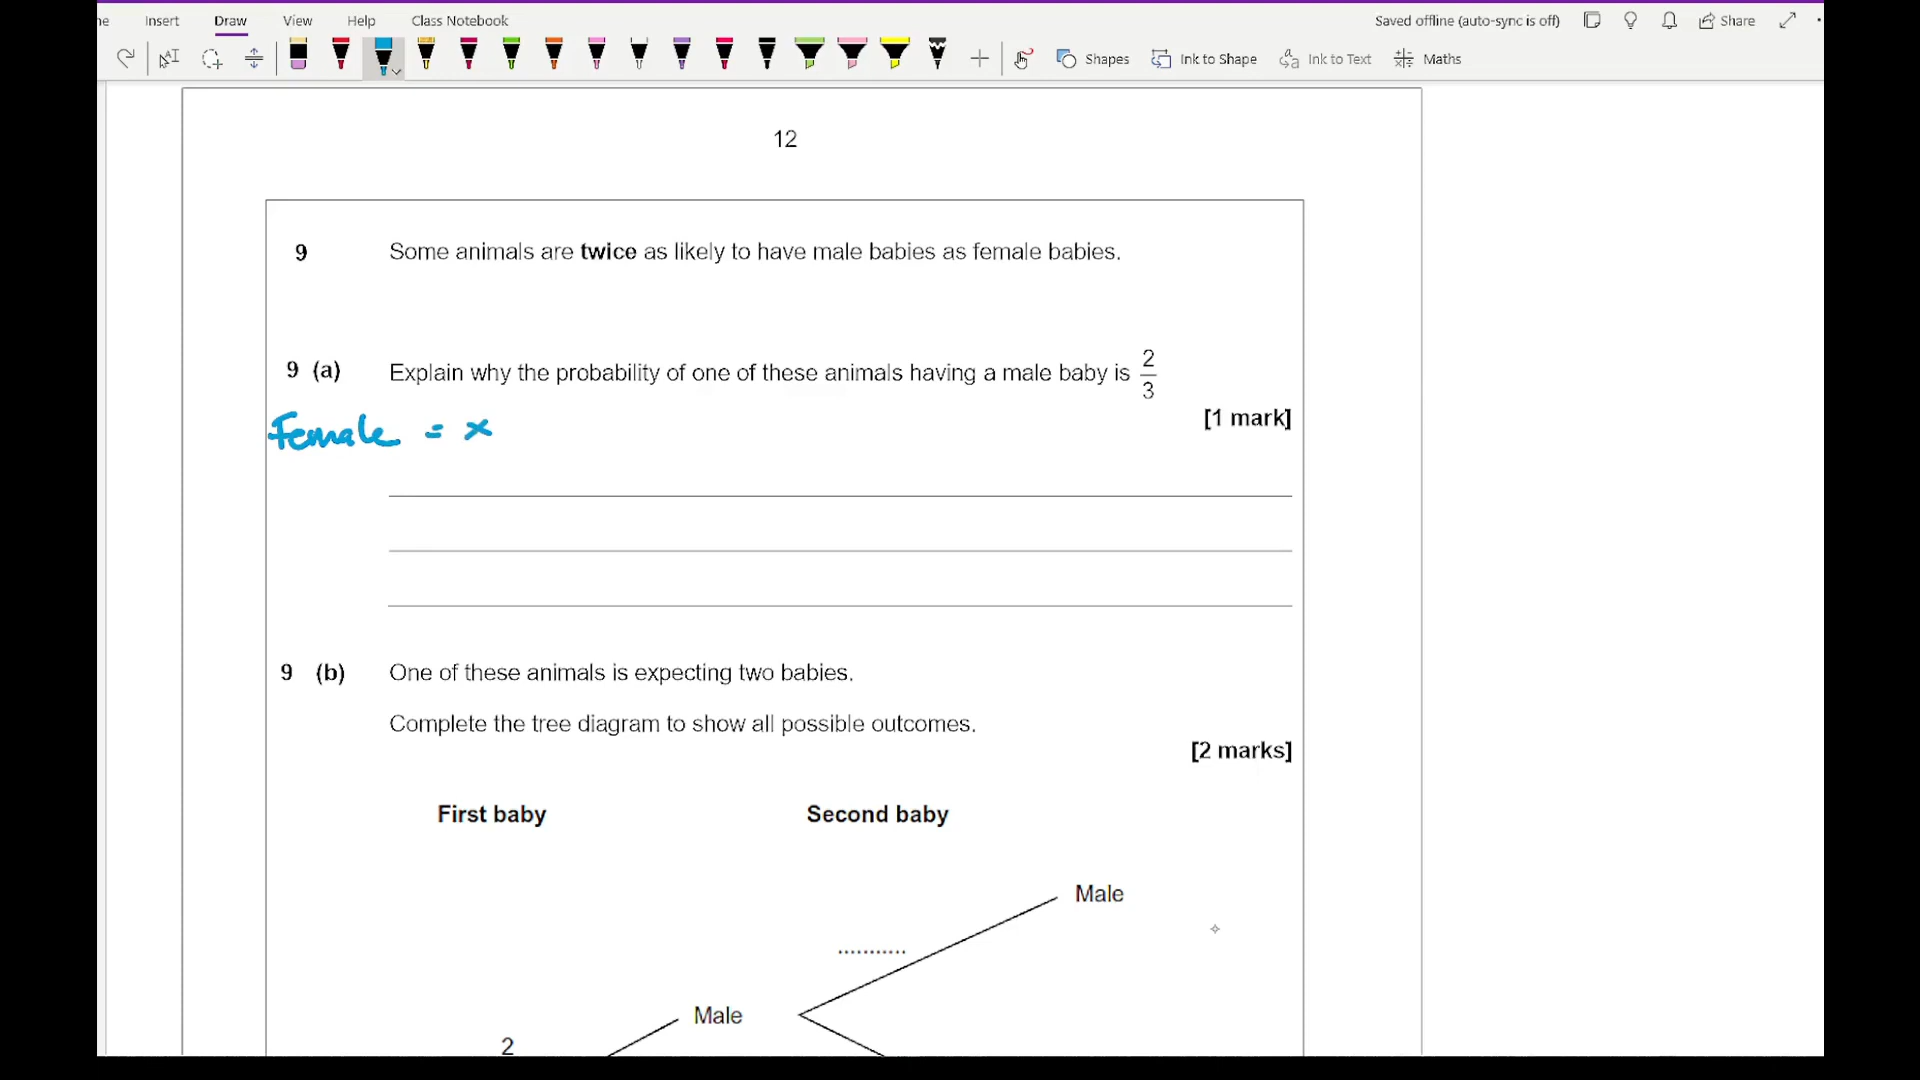 Insert Draw View Help Class Notebook Saved offline (auto-sync is off) Share
Shapes Ink to Shape Ink to Text Maths
12
9 Some animals are twice as likely to have male babies as female babies.
9 (a) Explain why the probability of one of these animals having a male baby is 2/3
[1 mark]
Female = x
9 (b) One of these animals is expecting two babies.
Complete the tree diagram to show all possible outcomes.
[2 marks]
First baby Second baby
Male
...........
Male
2